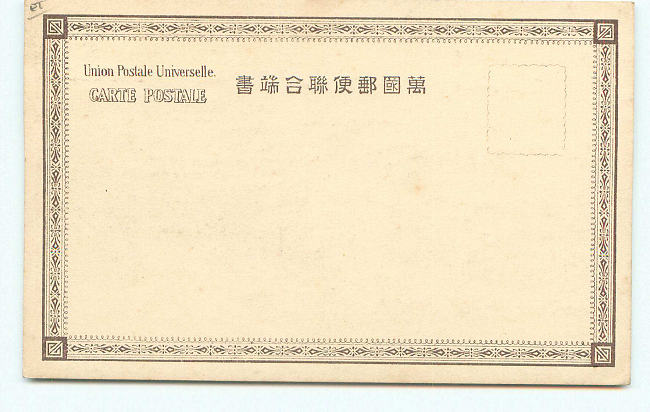 Union Postale Universelle.
CARTE POSTALE
萬國郵便聯合端書